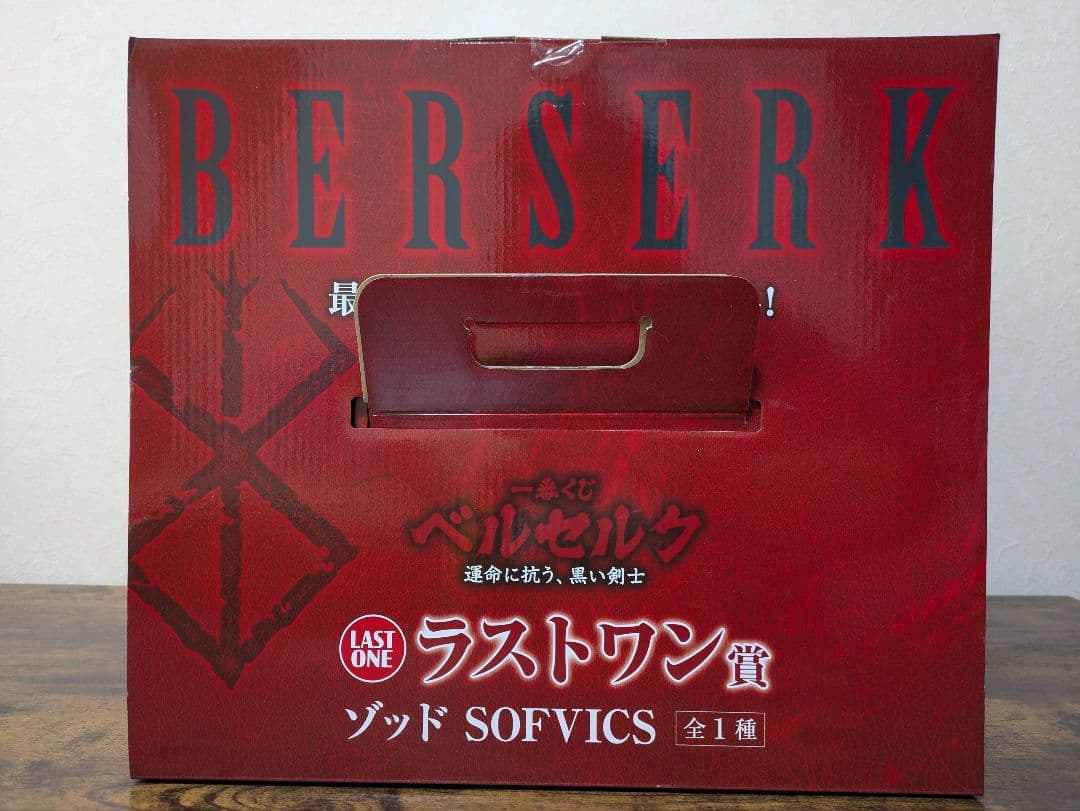 BERSERK
最 !
一番くじ
ベルセルク
運命に抗う、黒い剣士
LAST ONE ラストワン賞
ゾッド SOFVICS 全1種